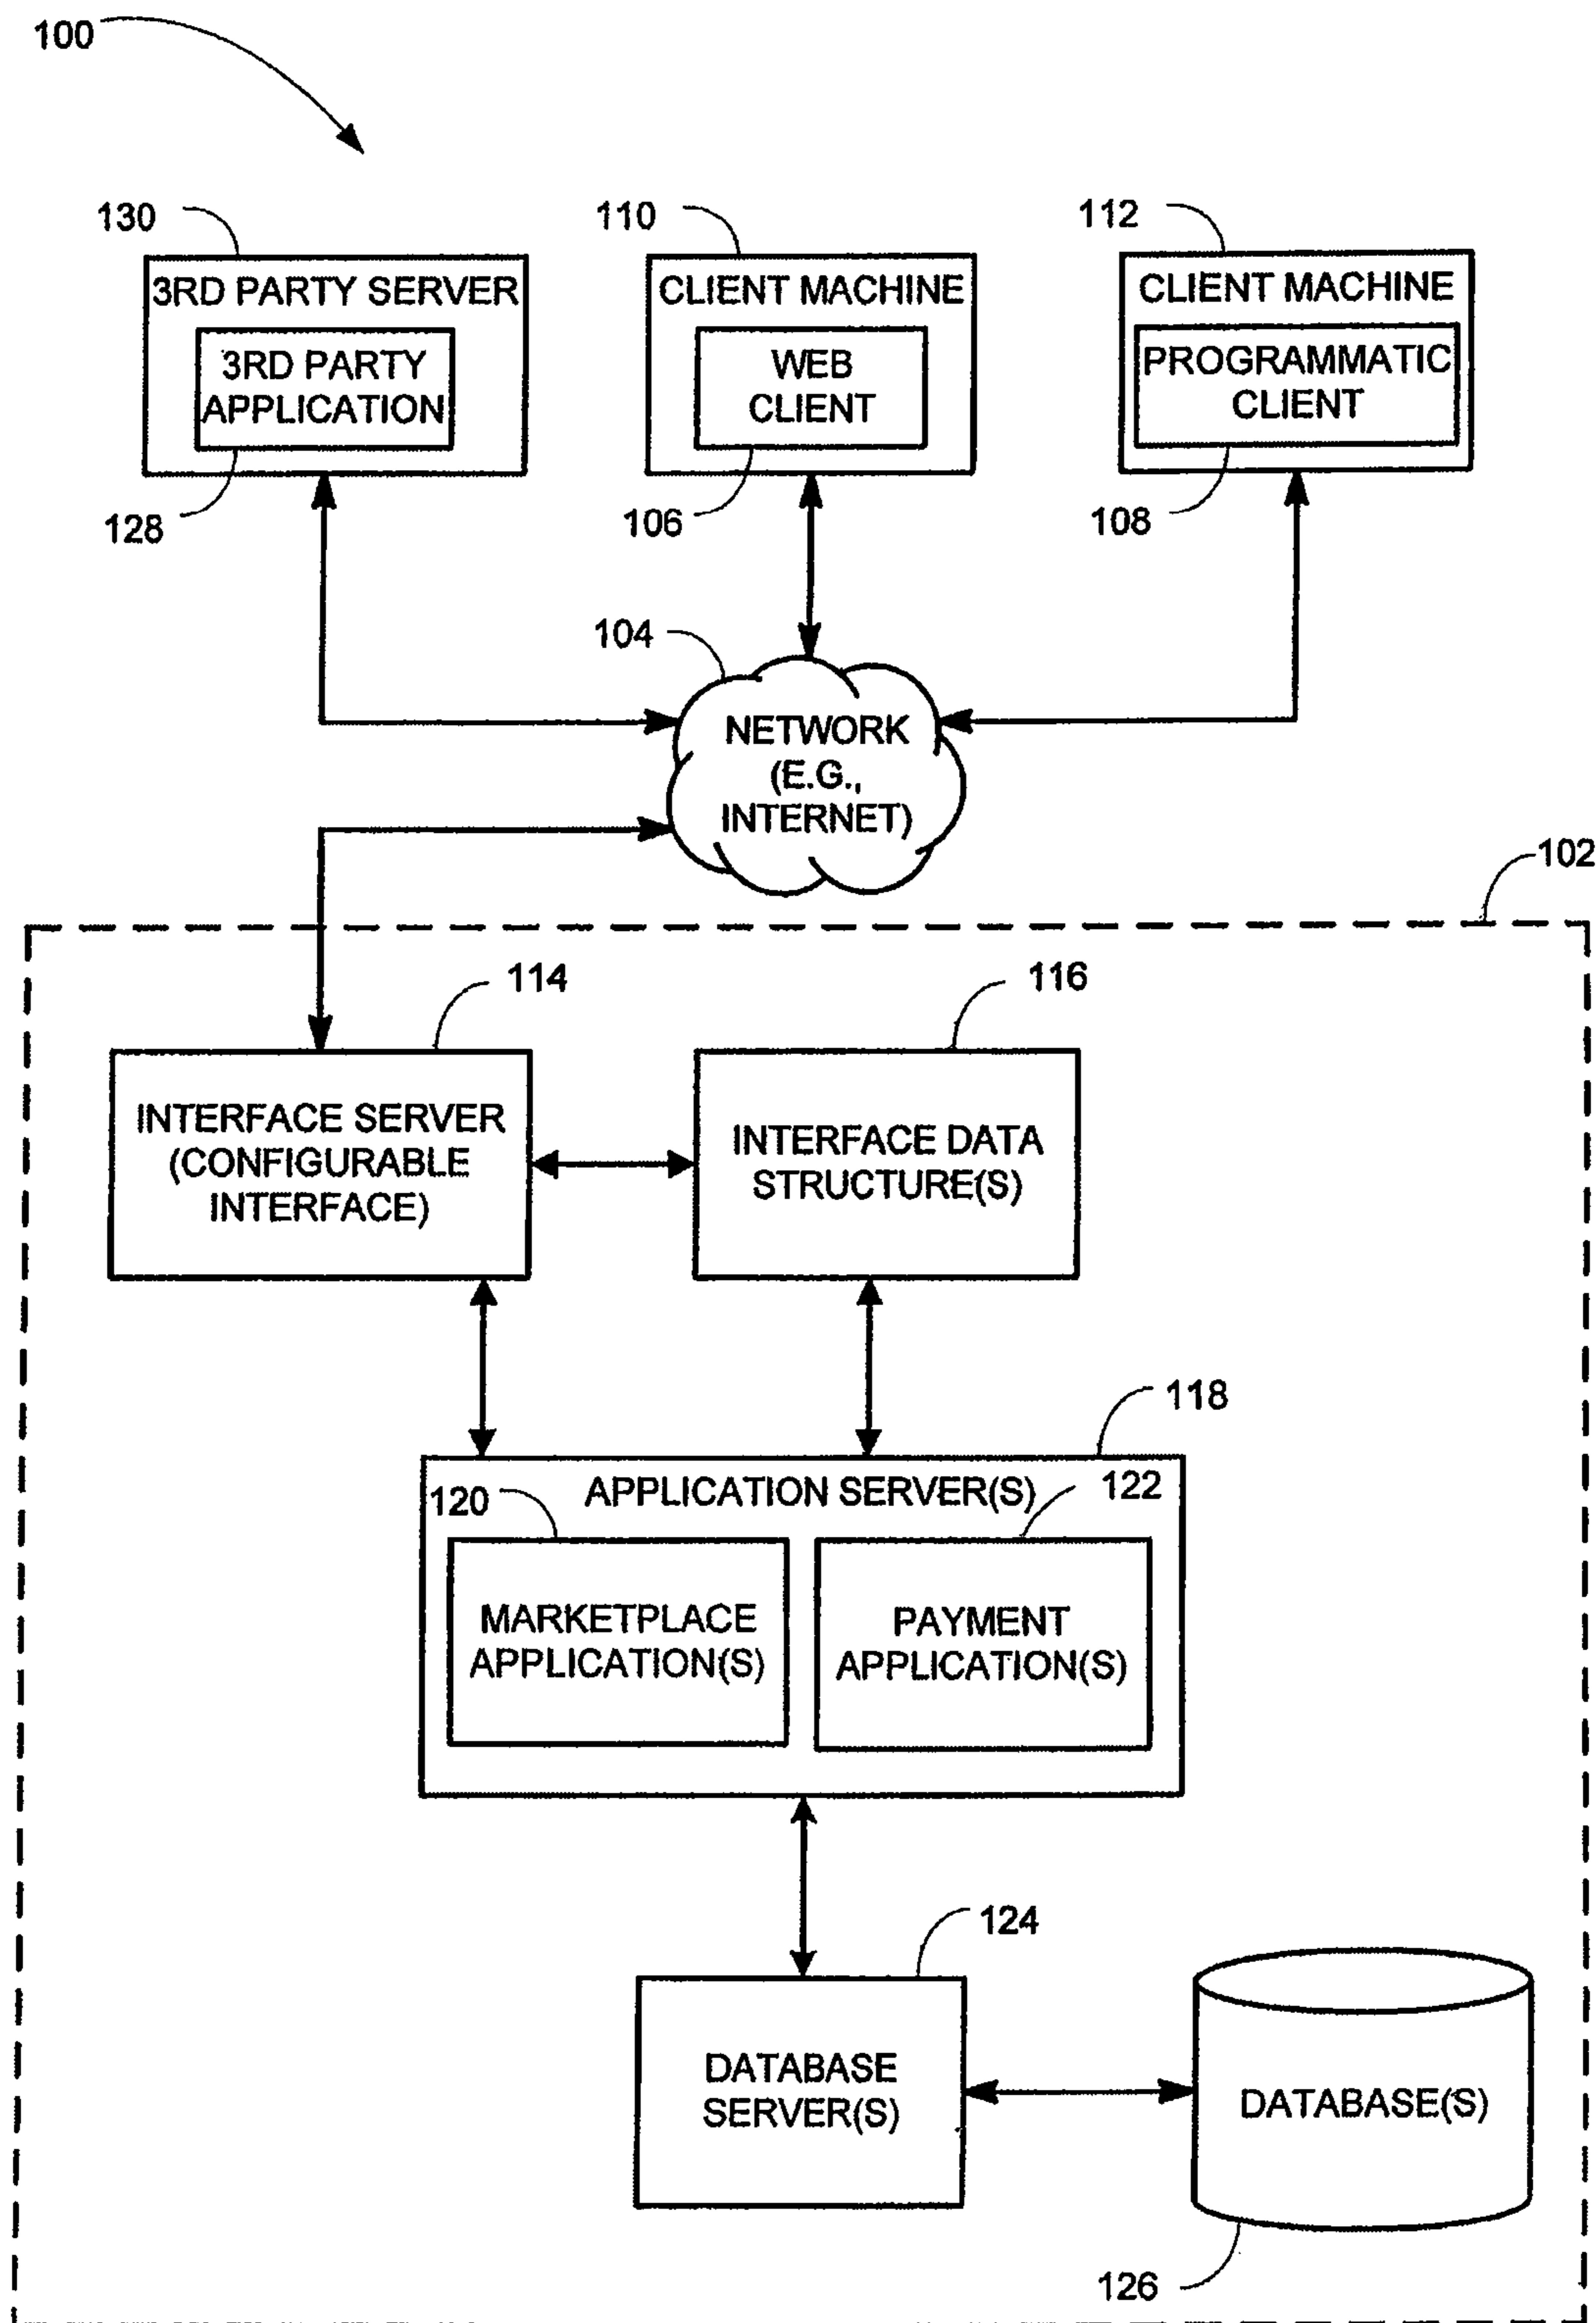 100
130
110
112
3RD PARTY SERVER
3RD PARTY
APPLICATION
128
CLIENT MACHINE
WEB
CLIENT
106
CLIENT MACHINE
PROGRAMMATIC
CLIENT
108
104
NETWORK
(E.G.,
INTERNET)
102
114
116
INTERFACE SERVER
(CONFIGURABLE
INTERFACE)
INTERFACE DATA
STRUCTURE(S)
118
APPLICATION SERVER(S)
120
122
MARKETPLACE
APPLICATION(S)
PAYMENT
APPLICATION(S)
124
DATABASE
SERVER(S)
DATABASE(S)
126